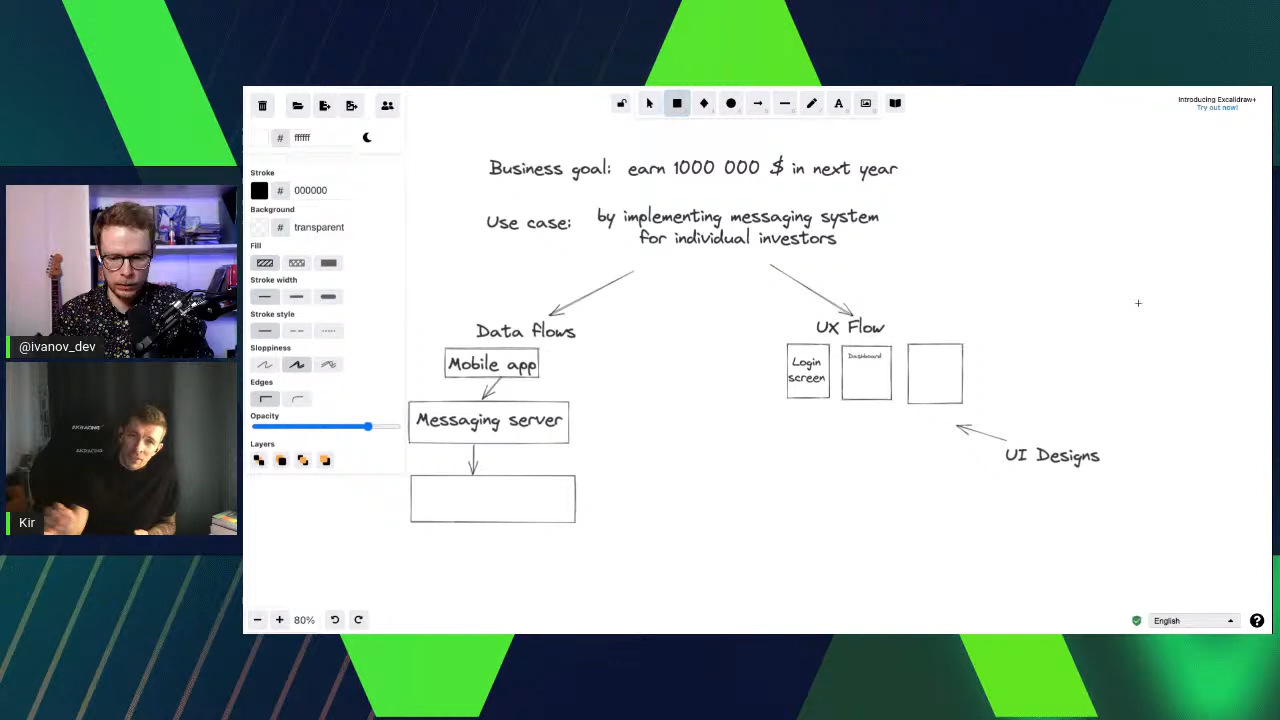 Introducing Excalidraw+
Try out now!
# ffffff
Stroke
# 000000
Background
# transparent
Fill
Stroke width
Stroke style
Sloppiness
Edges
Opacity
Layers
Business goal: earn 1000 000 $ in next year
Use case: by implementing messaging system
for individual investors
Data flows
Mobile app
Messaging server
UX Flow
Login
screen
Dashboard
UI Designs
A
80%
English
?
@ivanov_dev
AKRACING
AKRACING
Kir